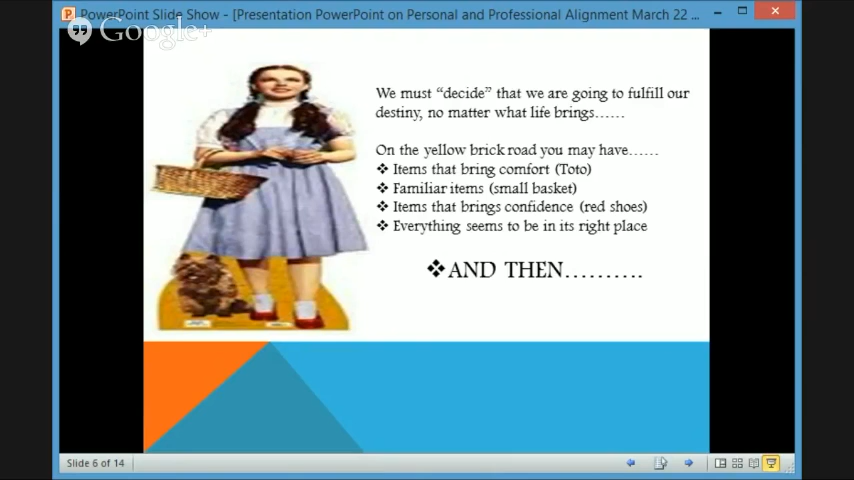 PowerPoint Slide Show - [Presentation PowerPoint on Personal and Professional Alignment March 22 ...
Google+
We must “decide” that we are going to fulfill our
destiny, no matter what life brings……
On the yellow brick road you may have……
❖ Items that bring comfort (Toto)
❖ Familiar items (small basket)
❖ Items that brings confidence (red shoes)
❖ Everything seems to be in its right place
❖AND THEN……….
Slide 6 of 14